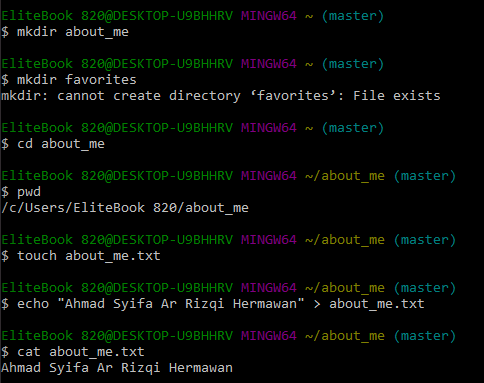 EliteBook 820@DESKTOP-U9BHHRV MINGW64 ~ (master)
$ mkdir about_me
EliteBook 820@DESKTOP-U9BHHRV MINGW64 ~ (master)
$ mkdir favorites
mkdir: cannot create directory ‘favorites’: File exists
EliteBook 820@DESKTOP-U9BHHRV MINGW64 ~ (master)
$ cd about_me
EliteBook 820@DESKTOP-U9BHHRV MINGW64 ~/about_me (master)
$ pwd
/c/Users/EliteBook 820/about_me
EliteBook 820@DESKTOP-U9BHHRV MINGW64 ~/about_me (master)
$ touch about_me.txt
EliteBook 820@DESKTOP-U9BHHRV MINGW64 ~/about_me (master)
$ echo "Ahmad Syifa Ar Rizqi Hermawan" > about_me.txt
EliteBook 820@DESKTOP-U9BHHRV MINGW64 ~/about_me (master)
$ cat about_me.txt
Ahmad Syifa Ar Rizqi Hermawan